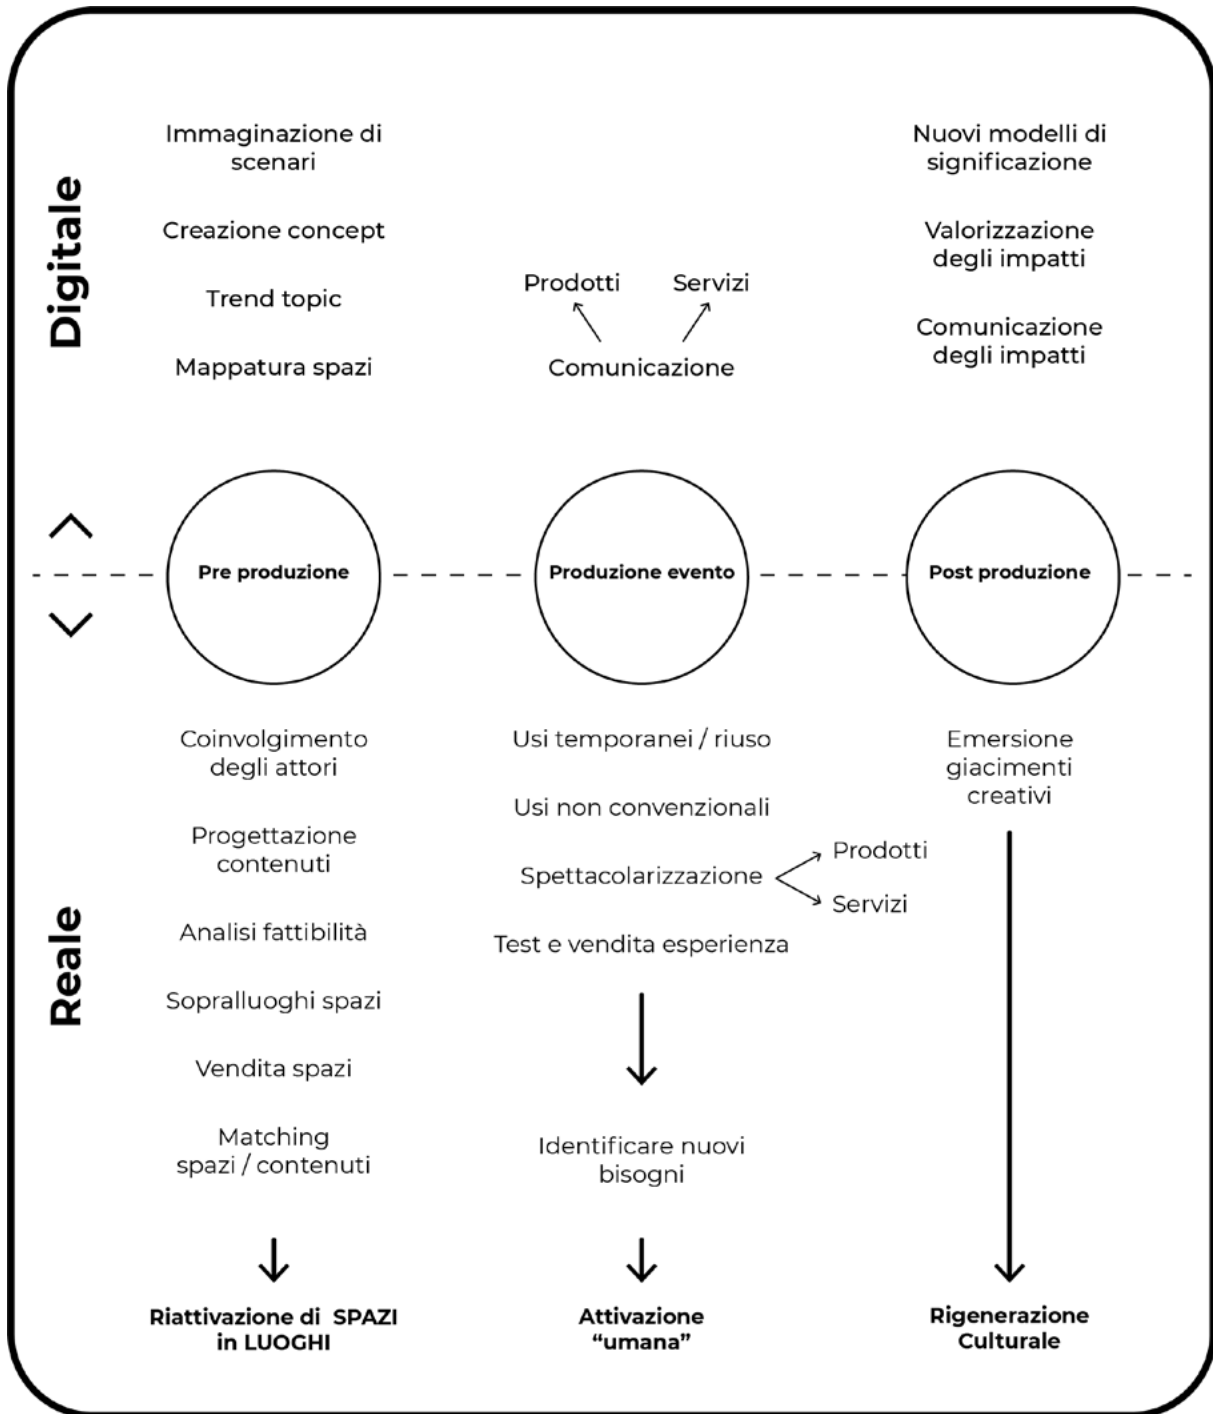 Digitale
Immaginazione di
scenari
Creazione concept
Trend topic
Mappatura spazi
Prodotti
Servizi
Comunicazione
Nuovi modelli di
significazione
Valorizzazione
degli impatti
Comunicazione
degli impatti
Pre produzione
Produzione evento
Post produzione
Reale
Coinvolgimento
degli attori
Progettazione
contenuti
Analisi fattibilità
Sopralluoghi spazi
Vendita spazi
Matching
spazi / contenuti
Riattivazione di SPAZI
in LUOGHI
Usi temporanei / riuso
Usi non convenzionali
Spettacolarizzazione
Prodotti
Servizi
Test e vendita esperienza
Identificare nuovi
bisogni
Attivazione
“umana”
Emersione
giacimenti
creativi
Rigenerazione
Culturale